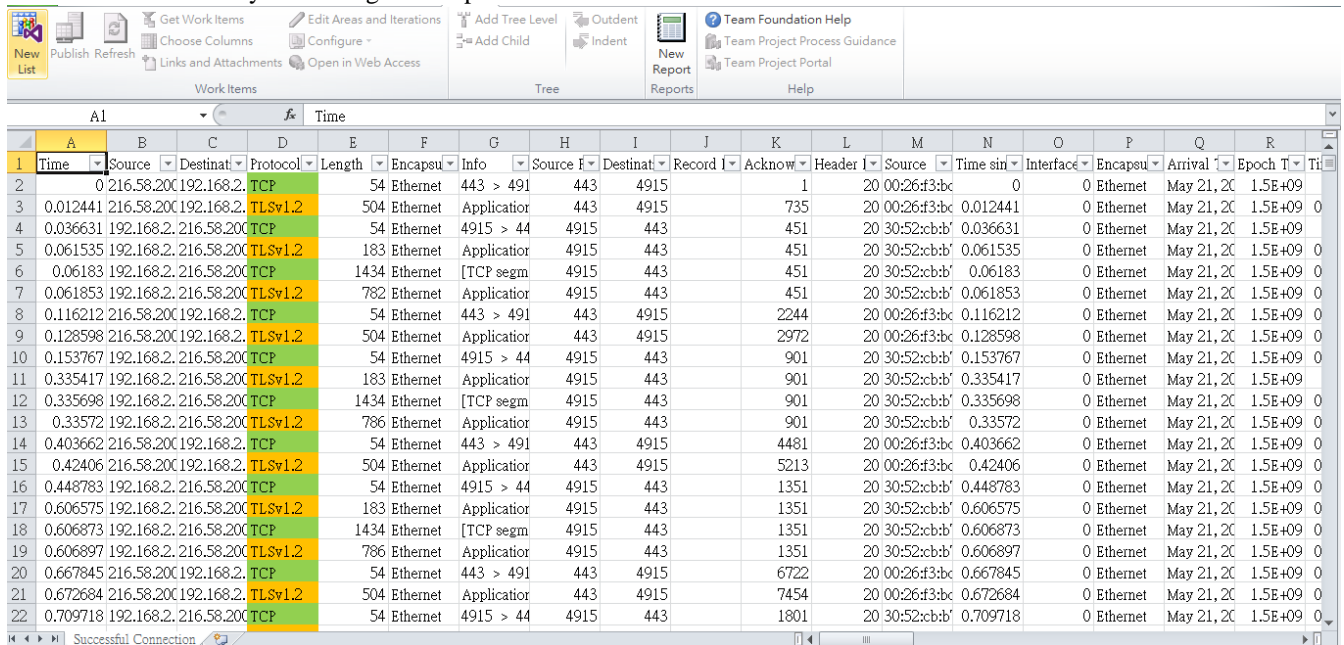 Get Work Items Edit Areas and Iterations Add Tree Level Outdent Team Foundation Help
New List Publish Refresh Choose Columns Configure Add Child Indent New Report Team Project Process Guidance
Links and Attachments Open in Web Access Team Project Portal
Work Items Tree Reports Help
A1 fx Time
A B C D E F G H I J K L M N O P Q R
1 Time Source Destinat Protocol Length Encapsu Info Source Destinat Record Acknow Header Source Time sin Interface Encapsu Arrival Epoch T
2 0 216.58.200 192.168.2. TCP 54 Ethernet 443 > 491 443 4915 1 20 00:26:f3:bc 0 0 Ethernet May 21, 20 1.5E+09
3 0.012441 216.58.200 192.168.2. TLSv1.2 504 Ethernet Application 443 4915 735 20 00:26:f3:bc 0.012441 0 Ethernet May 21, 20 1.5E+09 0
4 0.036631 192.168.2. 216.58.200 TCP 54 Ethernet 4915 > 44 4915 443 451 20 30:52:cb:b 0.036631 0 Ethernet May 21, 20 1.5E+09
5 0.061535 192.168.2. 216.58.200 TLSv1.2 183 Ethernet Application 4915 443 451 20 30:52:cb:b 0.061535 0 Ethernet May 21, 20 1.5E+09 0
6 0.06183 192.168.2. 216.58.200 TCP 1434 Ethernet [TCP segm 4915 443 451 20 30:52:cb:b 0.06183 0 Ethernet May 21, 20 1.5E+09 0
7 0.061853 192.168.2. 216.58.200 TLSv1.2 782 Ethernet Application 4915 443 451 20 30:52:cb:b 0.061853 0 Ethernet May 21, 20 1.5E+09 0
8 0.116212 216.58.200 192.168.2. TCP 54 Ethernet 443 > 491 443 4915 2244 20 00:26:f3:bc 0.116212 0 Ethernet May 21, 20 1.5E+09 0
9 0.128598 216.58.200 192.168.2. TLSv1.2 504 Ethernet Application 443 4915 2972 20 00:26:f3:bc 0.128598 0 Ethernet May 21, 20 1.5E+09 0
10 0.153767 192.168.2. 216.58.200 TCP 54 Ethernet 4915 > 44 4915 443 901 20 30:52:cb:b 0.153767 0 Ethernet May 21, 20 1.5E+09 0
11 0.335417 192.168.2. 216.58.200 TLSv1.2 183 Ethernet Application 4915 443 901 20 30:52:cb:b 0.335417 0 Ethernet May 21, 20 1.5E+09
12 0.335698 192.168.2. 216.58.200 TCP 1434 Ethernet [TCP segm 4915 443 901 20 30:52:cb:b 0.335698 0 Ethernet May 21, 20 1.5E+09 0
13 0.33572 192.168.2. 216.58.200 TLSv1.2 786 Ethernet Application 4915 443 901 20 30:52:cb:b 0.33572 0 Ethernet May 21, 20 1.5E+09 0
14 0.403662 216.58.200 192.168.2. TCP 54 Ethernet 443 > 491 443 4915 4481 20 00:26:f3:bc 0.403662 0 Ethernet May 21, 20 1.5E+09 0
15 0.42406 216.58.200 192.168.2. TLSv1.2 504 Ethernet Application 443 4915 5213 20 00:26:f3:bc 0.42406 0 Ethernet May 21, 20 1.5E+09 0
16 0.448783 192.168.2. 216.58.200 TCP 54 Ethernet 4915 > 44 4915 443 1351 20 30:52:cb:b 0.448783 0 Ethernet May 21, 20 1.5E+09 0
17 0.606575 192.168.2. 216.58.200 TLSv1.2 183 Ethernet Application 4915 443 1351 20 30:52:cb:b 0.606575 0 Ethernet May 21, 20 1.5E+09 0
18 0.606873 192.168.2. 216.58.200 TCP 1434 Ethernet [TCP segm 4915 443 1351 20 30:52:cb:b 0.606873 0 Ethernet May 21, 20 1.5E+09 0
19 0.606897 192.168.2. 216.58.200 TLSv1.2 786 Ethernet Application 4915 443 1351 20 30:52:cb:b 0.606897 0 Ethernet May 21, 20 1.5E+09 0
20 0.667845 216.58.200 192.168.2. TCP 54 Ethernet 443 > 491 443 4915 6722 20 00:26:f3:bc 0.667845 0 Ethernet May 21, 20 1.5E+09 0
21 0.672684 216.58.200 192.168.2. TLSv1.2 504 Ethernet Application 443 4915 7454 20 00:26:f3:bc 0.672684 0 Ethernet May 21, 20 1.5E+09 0
22 0.709718 192.168.2. 216.58.200 TCP 54 Ethernet 4915 > 44 4915 443 1801 20 30:52:cb:b 0.709718 0 Ethernet May 21, 20 1.5E+09 0
Successful Connection